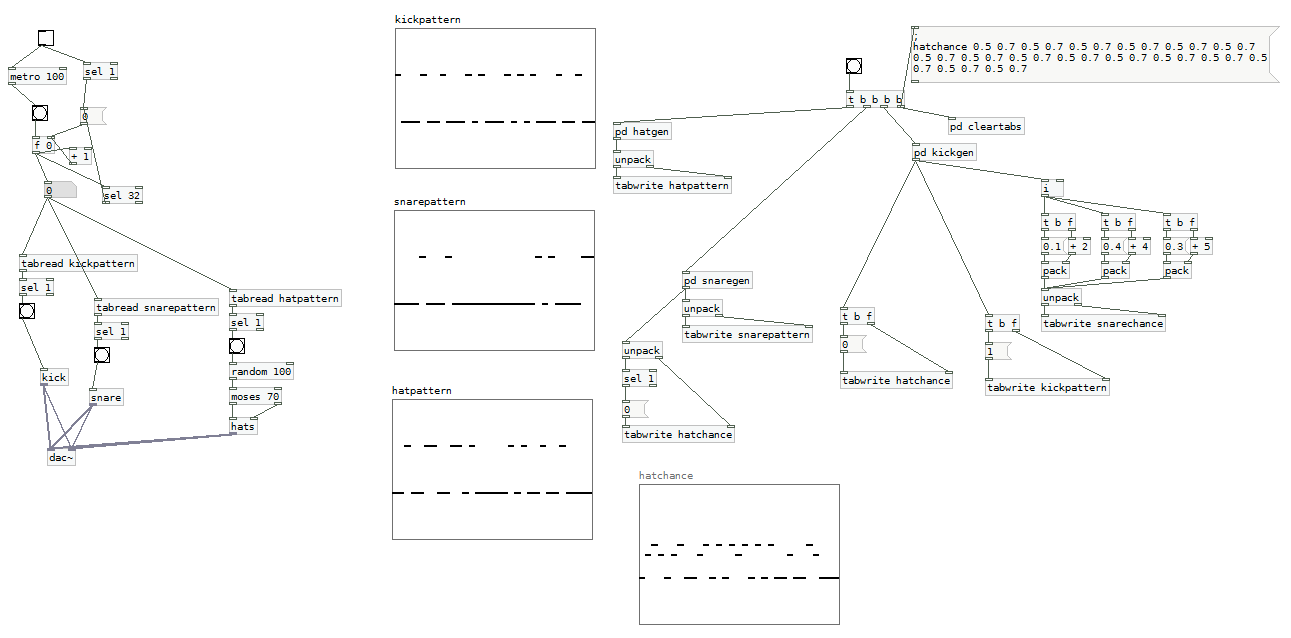 metro 100
sel 1
0
f 0
+ 1
0
sel 32
tabread kickpattern
sel 1
tabread snarepattern
sel 1
tabread hatpattern
sel 1
random 100
moses 70
kick
snare
hats
dac~
kickpattern
snarepattern
hatpattern
;
hatchance 0.5 0.7 0.5 0.7 0.5 0.7 0.5 0.7 0.5 0.7 0.5 0.7
0.5 0.7 0.5 0.7 0.5 0.7 0.5 0.7 0.5 0.7 0.5 0.7 0.5 0.7 0.5
0.7 0.5 0.7 0.5 0.7
t b b b b
pd hatgen
unpack
tabwrite hatpattern
pd cleartabs
pd kickgen
i
t b f
t b f
t b f
0.1
+ 2
0.4
+ 4
0.3
+ 5
pack
pack
pack
unpack
tabwrite snarechance
pd snaregen
unpack
tabwrite snarepattern
unpack
sel 1
0
tabwrite hatchance
t b f
0
tabwrite hatchance
t b f
1
tabwrite kickpattern
hatchance